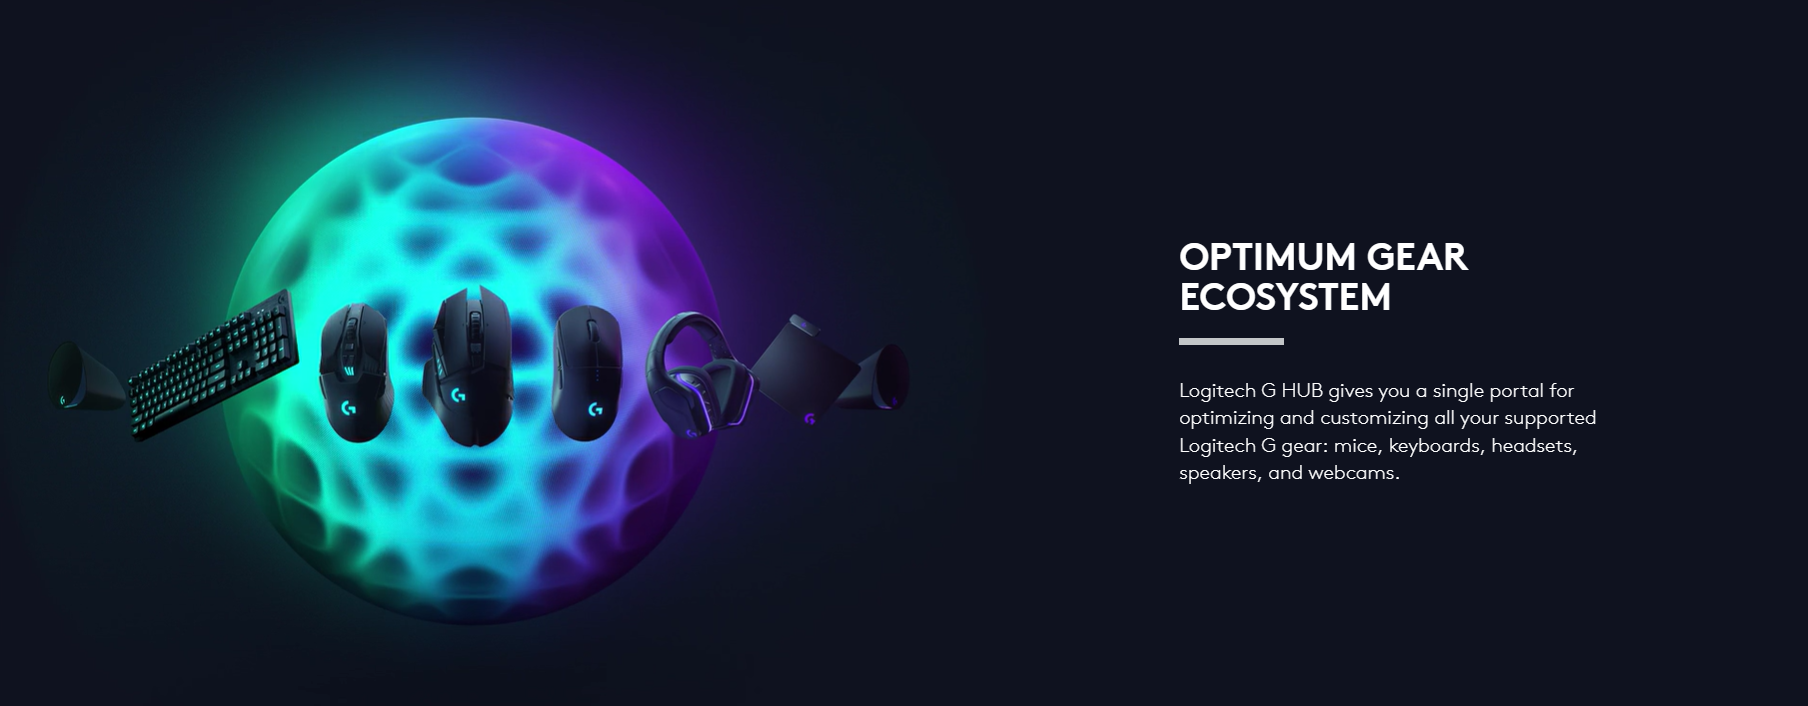 OPTIMUM GEAR
ECOSYSTEM
Logitech G HUB gives you a single portal for
optimizing and customizing all your supported
Logitech G gear: mice, keyboards, headsets,
speakers, and webcams.